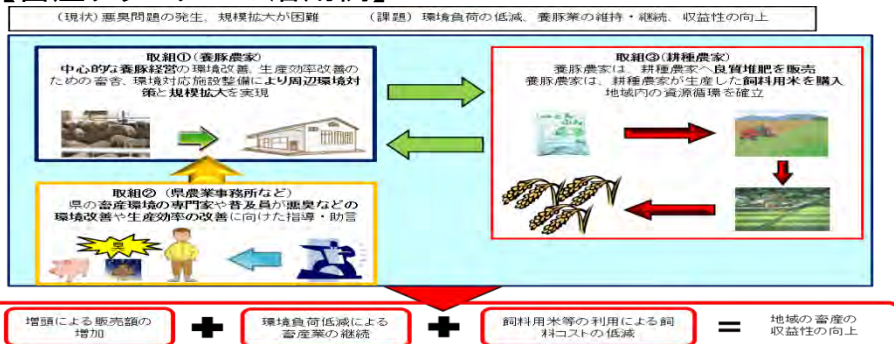 （現状）悪臭問題の発生、規模拡大が困難　　（課題）環境負荷の低減、養豚業の維持・継続、収益性の向上
取組①（養豚農家）
中心的な養豚経営の環境改善、生産効率改善の
ための畜舎、環境対応施設整備により周辺環境対
策と規模拡大を実現
取組②（県農業事務所など）
県の畜産環境の専門家や普及員が悪臭などの
環境改善や生産効率の改善に向けた指導・助言
臭
取組③（耕種農家）
養豚農家は、耕種農家へ良質堆肥を販売
養豚農家は、耕種農家が生産した飼料用米を購入
地域内の資源循環を確立
増頭による販売額の
増加
＋
環境負荷低減による
畜産業の継続
＋
飼料用米等の利用による飼
料コストの低減
＝
地域の畜産の
収益性の向上